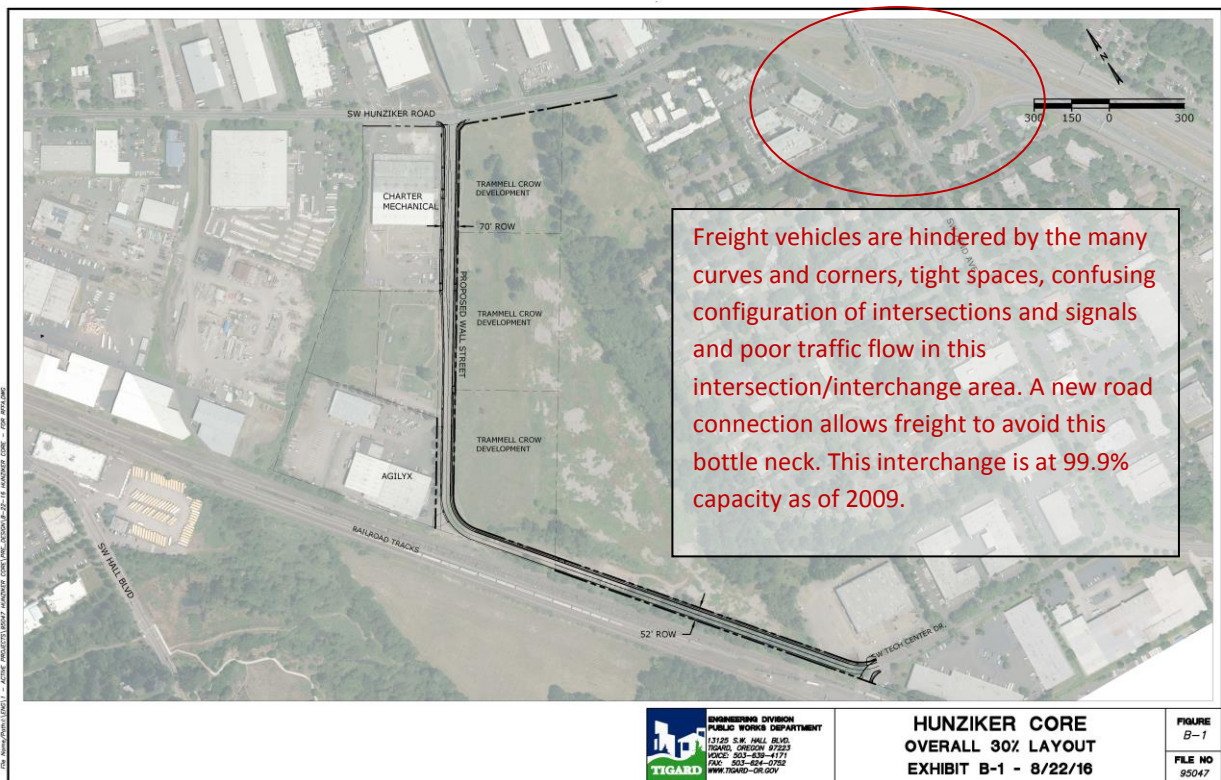 SW HUNZIKER ROAD
300 150 0 300
CHARTER
MECHANICAL
TRAMMELL CROW
DEVELOPMENT
70' ROW
PROPOSED WALL STREET
TRAMMELL CROW
DEVELOPMENT
TRAMMELL CROW
DEVELOPMENT
AGILYX
RAILROAD TRACKS
SW HALL BLVD
52' ROW
SW TECH CENTER DR.
Freight vehicles are hindered by the many
curves and corners, tight spaces, confusing
configuration of intersections and signals
and poor traffic flow in this
intersection/interchange area. A new road
connection allows freight to avoid this
bottle neck. This interchange is at 99.9%
capacity as of 2009.
TIGARD
ENGINEERING DIVISION
PUBLIC WORKS DEPARTMENT
13125 S.W. HALL BLVD.
TIGARD, OREGON 97223
VOICE: 503-639-4171
FAX: 503-624-0752
WWW.TIGARD-OR.GOV
HUNZIKER CORE
OVERALL 30% LAYOUT
EXHIBIT B-1 - 8/22/16
FIGURE
B-1
FILE NO
95047